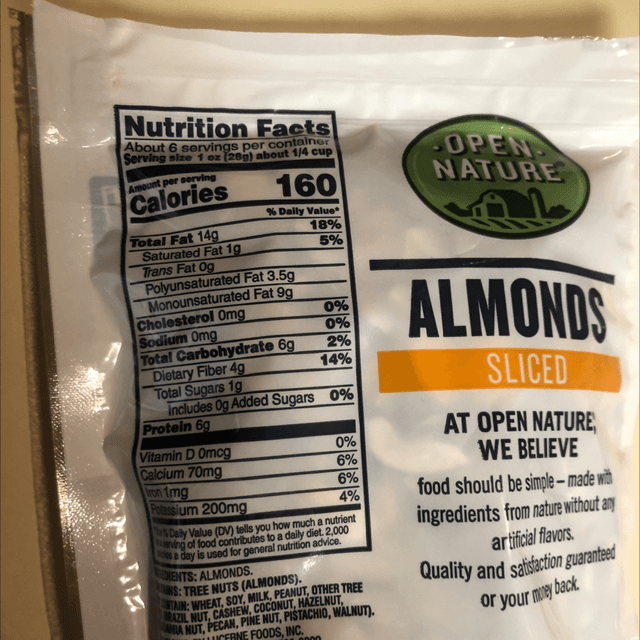 Nutrition Facts
About 6 servings per container
Serving size 1 oz (28g) about 1/4 cup
Amount per serving
Calories 160
% Daily Value*
Total Fat 14g 18%
Saturated Fat 1g 5%
Trans Fat 0g
Polyunsaturated Fat 3.5g
Monounsaturated Fat 9g
Cholesterol 0mg 0%
Sodium 0mg 0%
Total Carbohydrate 6g 2%
Dietary Fiber 4g 14%
Total Sugars 1g
Includes 0g Added Sugars 0%
Protein 6g
Vitamin D 0mcg 0%
Calcium 70mg 6%
Iron 1mg 6%
Potassium 200mg 4%
% Daily Value (DV) tells you how much a nutrient
serving of food contributes to a daily diet. 2,000
a day is used for general nutrition advice.
ALMONDS.
TREE NUTS (ALMONDS).
WHEAT, SOY, MILK, PEANUT, OTHER TREE
BRAZIL NUT, CASHEW, COCONUT, HAZELNUT,
NUT, PECAN, PINE NUT, PISTACHIO, WALNUT).
LUCERNE FOODS, INC.
OPEN
NATURE
ALMONDS
SLICED
AT OPEN NATURE,
WE BELIEVE
food should be simple – made with
ingredients from nature without any
artificial flavors.
Quality and satisfaction guaranteed
or your money back.